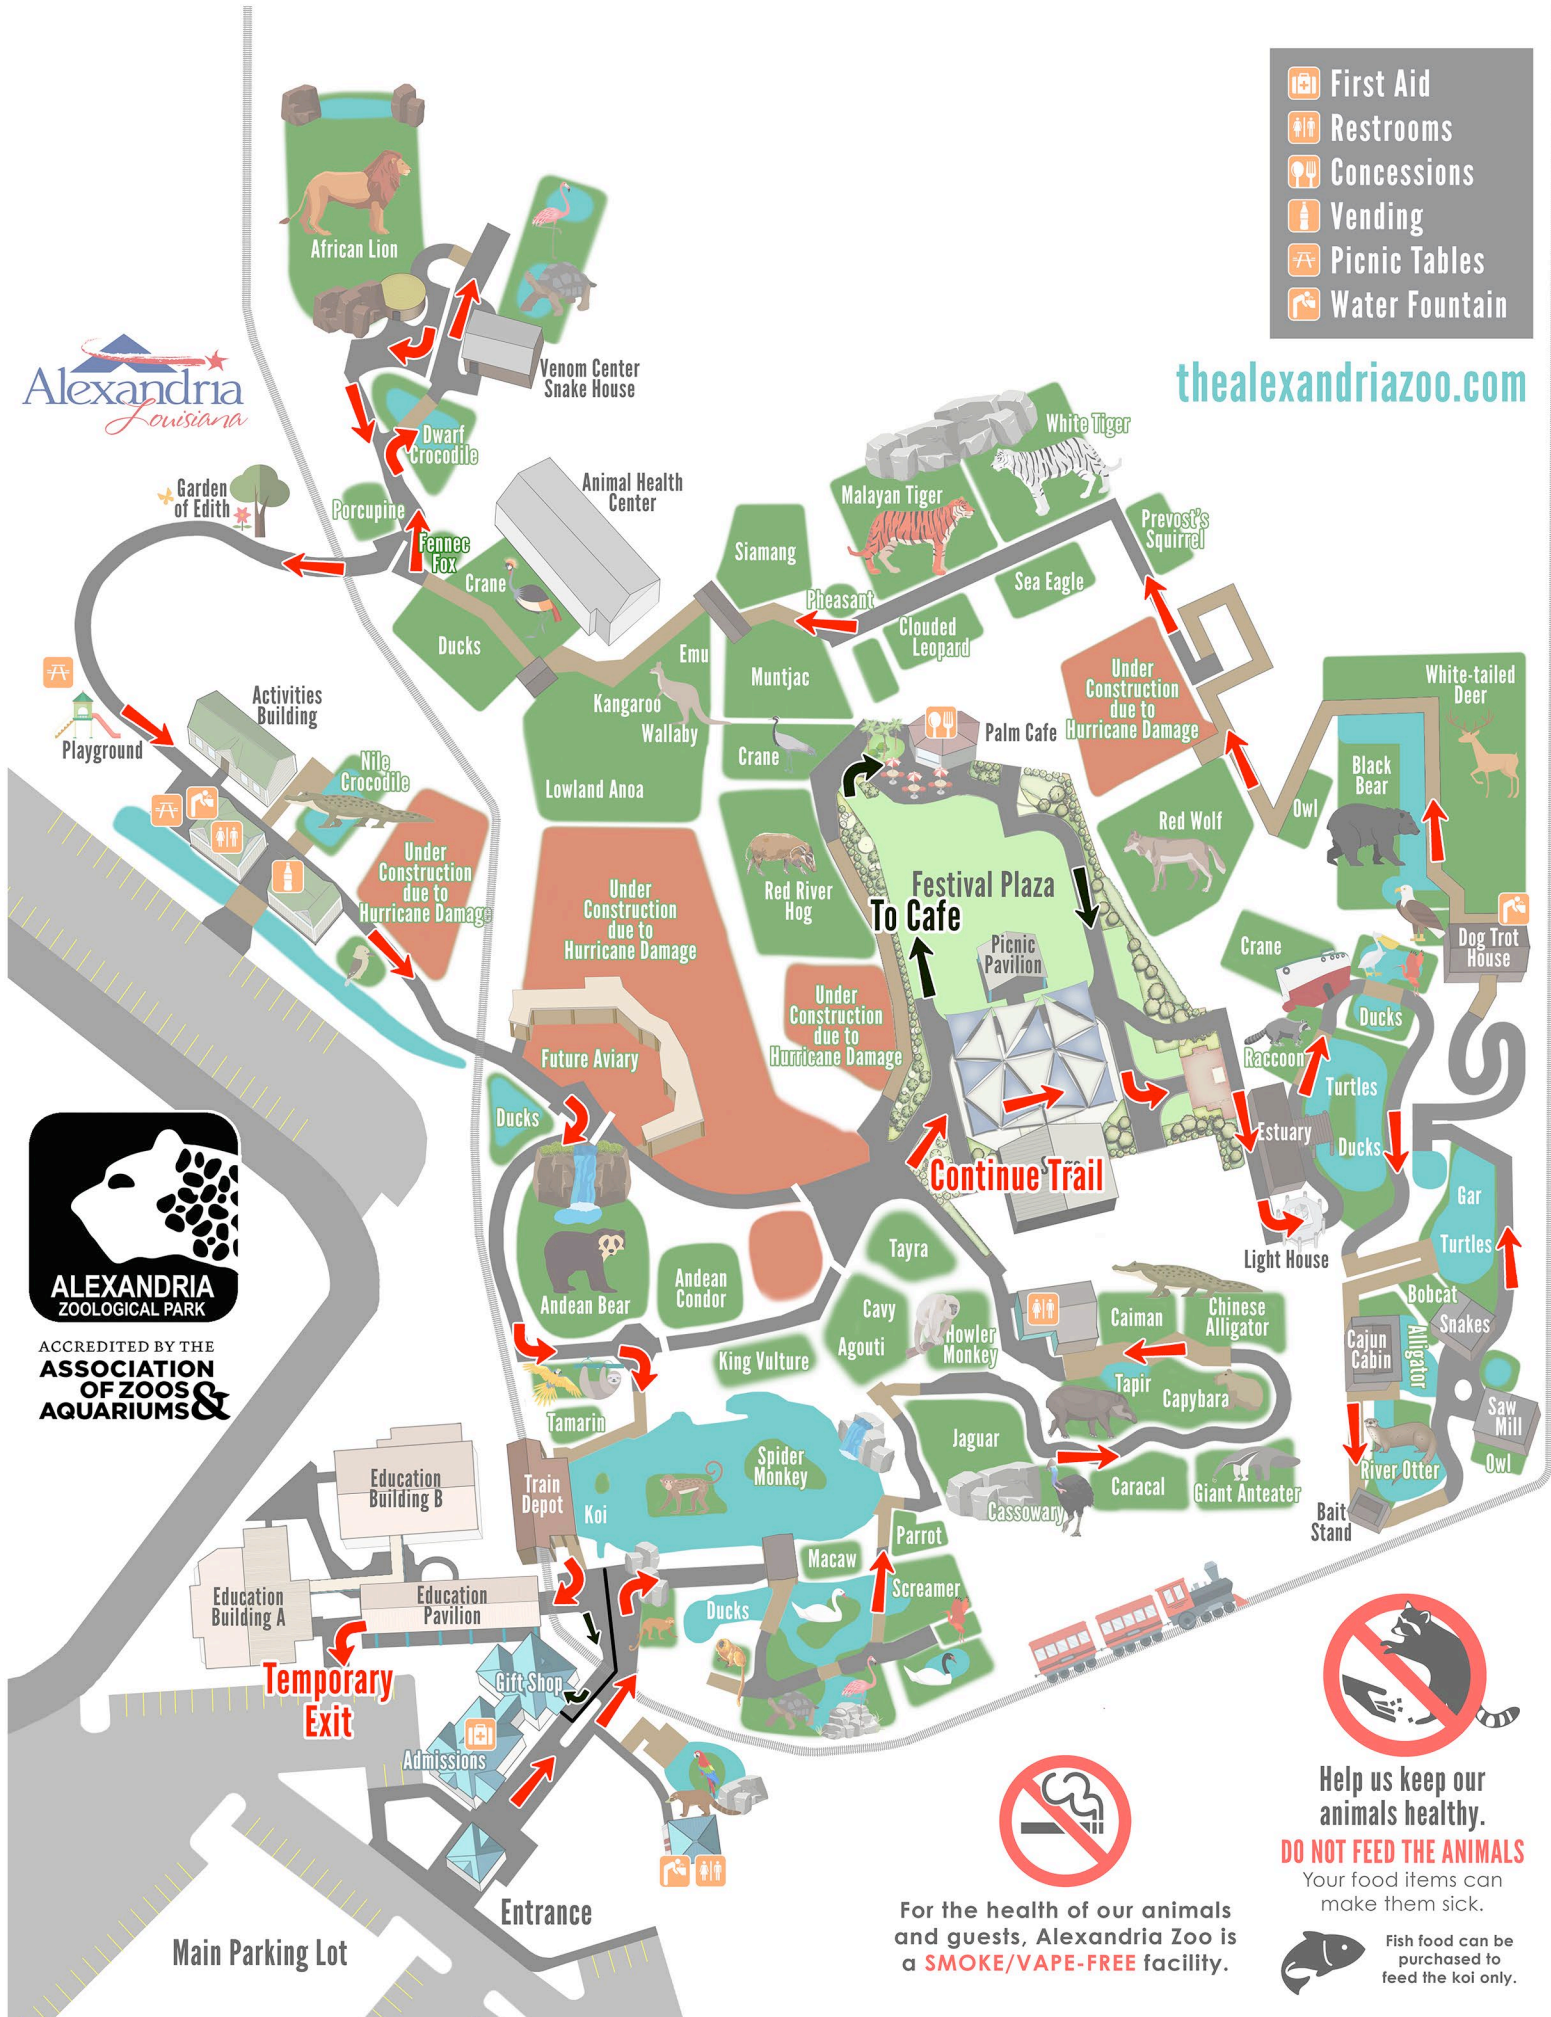 First Aid
Restrooms
Concessions
Vending
Picnic Tables
Water Fountain
thealexandriazoo.com
African Lion
Venom Center
Snake House
Alexandria
Louisiana
Dwarf
Crocodile
White Tiger
Malayan Tiger
Garden
of Edith
Animal Health
Center
Porcupine
Prevost's
Squirrel
Fennec
Fox
Siamang
Crane
Sea Eagle
Pheasant
Ducks
Clouded
Leopard
Emu
Muntjac
Under
Construction
due to
Hurricane Damage
White-tailed
Deer
Kangaroo
Wallaby
Activities
Building
Playground
Palm Cafe
Crane
Nile
Crocodile
Lowland Anoa
Black
Bear
Owl
Red Wolf
Under
Construction
due to
Hurricane Damage
Under
Construction
due to
Hurricane Damage
Red River
Hog
Festival Plaza
To Cafe
Picnic
Pavilion
Crane
Dog Trot
House
Under
Construction
due to
Hurricane Damage
Ducks
Future Aviary
Raccoon
Turtles
Ducks
Estuary
Ducks
Continue Trail
Gar
Turtles
ALEXANDRIA
ZOOLOGICAL PARK
ACCREDITED BY THE
ASSOCIATION
OF ZOOS &
AQUARIUMS
Tayra
Light House
Andean Bear
Andean
Condor
Cavy
Agouti
Howler
Monkey
Caiman
Chinese
Alligator
Bobcat
Snakes
Cajun
Cabin
Alligator
King Vulture
Tapir
Capybara
Tamarin
Jaguar
Saw
Mill
Owl
River Otter
Spider
Monkey
Train
Depot
Koi
Education
Building B
Cassowary
Caracal
Giant Anteater
Bait
Stand
Parrot
Macaw
Screamer
Ducks
Education
Building A
Education
Pavilion
Temporary
Exit
Gift Shop
Admissions
Entrance
Main Parking Lot
For the health of our animals
and guests, Alexandria Zoo is
a SMOKE/VAPE-FREE facility.
Help us keep our
animals healthy.
DO NOT FEED THE ANIMALS
Your food items can
make them sick.
Fish food can be
purchased to
feed the koi only.